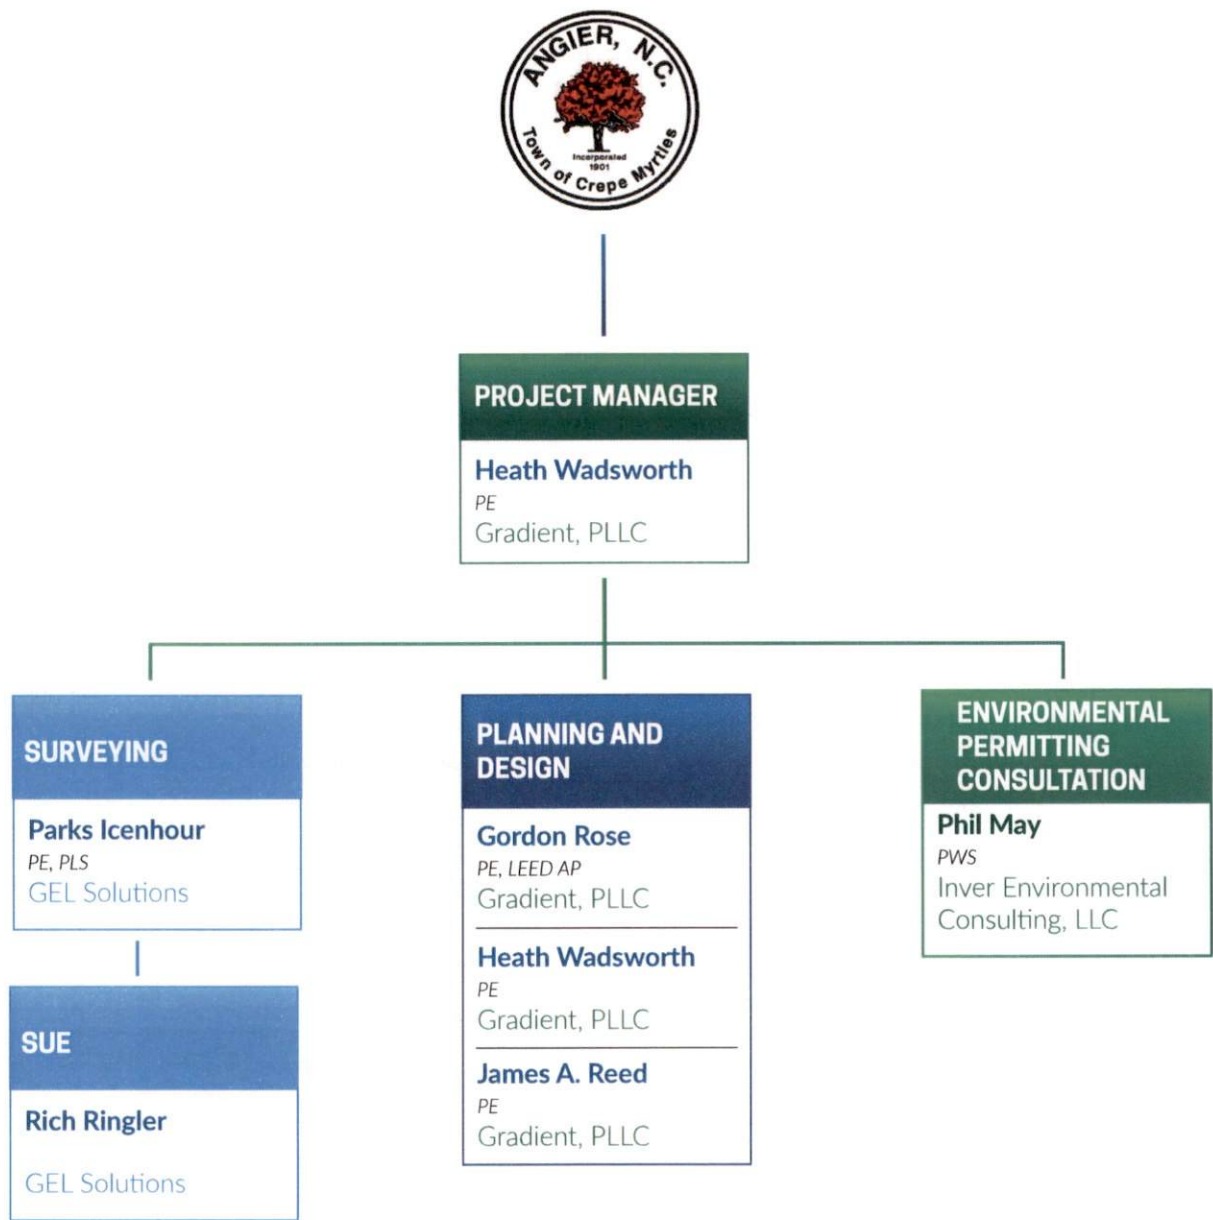 ANGIER, N.C.
Incorporated
1901
Town of Crepe Myrtles
PROJECT MANAGER
Heath Wadsworth
PE
Gradient, PLLC
SURVEYING
Parks Icenhour
PE, PLS
GEL Solutions
SUE
Rich Ringler
GEL Solutions
PLANNING AND
DESIGN
Gordon Rose
PE, LEED AP
Gradient, PLLC
Heath Wadsworth
PE
Gradient, PLLC
James A. Reed
PE
Gradient, PLLC
ENVIRONMENTAL
PERMITTING
CONSULTATION
Phil May
PWS
Inver Environmental
Consulting, LLC